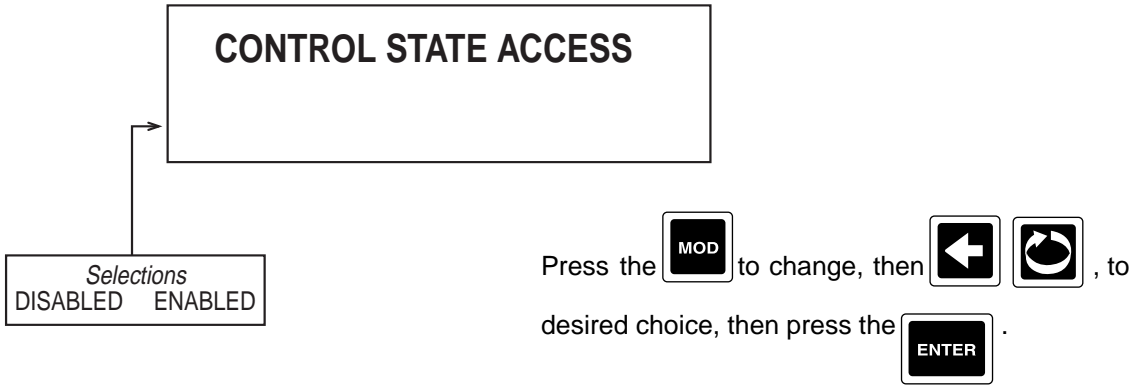 CONTROL STATE ACCESS
Selections
DISABLED ENABLED
Press the MOD to change, then , to
desired choice, then press the ENTER .